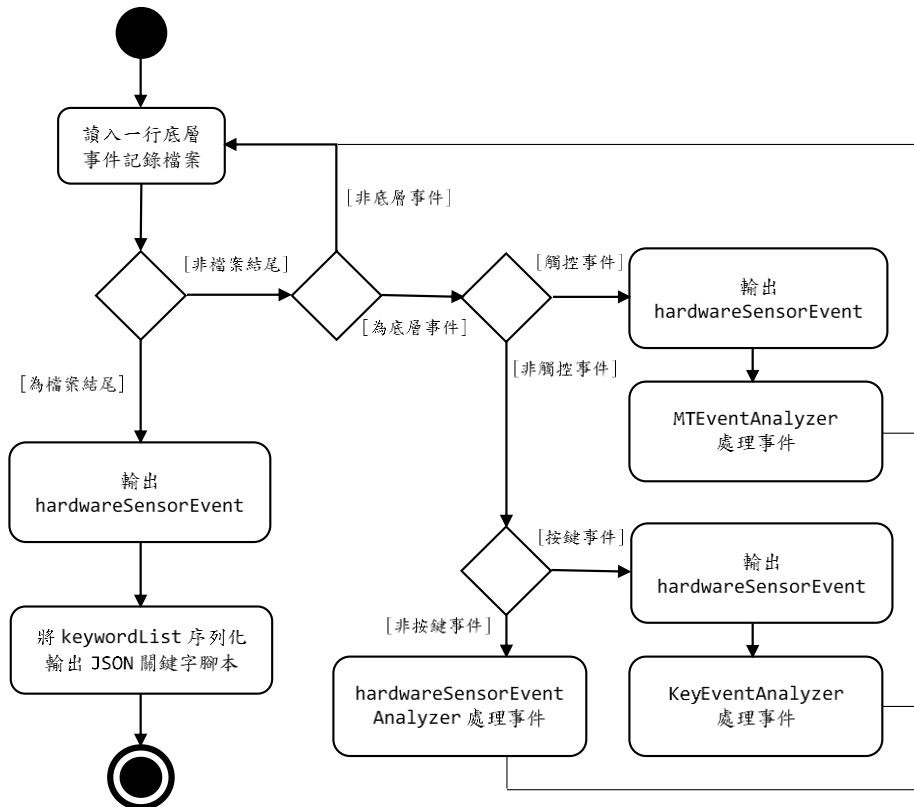 讀入一行底層
事件記錄檔案
[非底層事件]
[非檔案結尾]
[為底層事件]
[觸控事件]
輸出
hardwareSensorEvent
[非觸控事件]
[為檔案結尾]
MTEventAnalyzer
處理事件
輸出
hardwareSensorEvent
[按鍵事件]
輸出
hardwareSensorEvent
[非按鍵事件]
將 keywordList 序列化
輸出 JSON 關鍵字腳本
hardwareSensorEvent
Analyzer 處理事件
KeyEventAnalyzer
處理事件